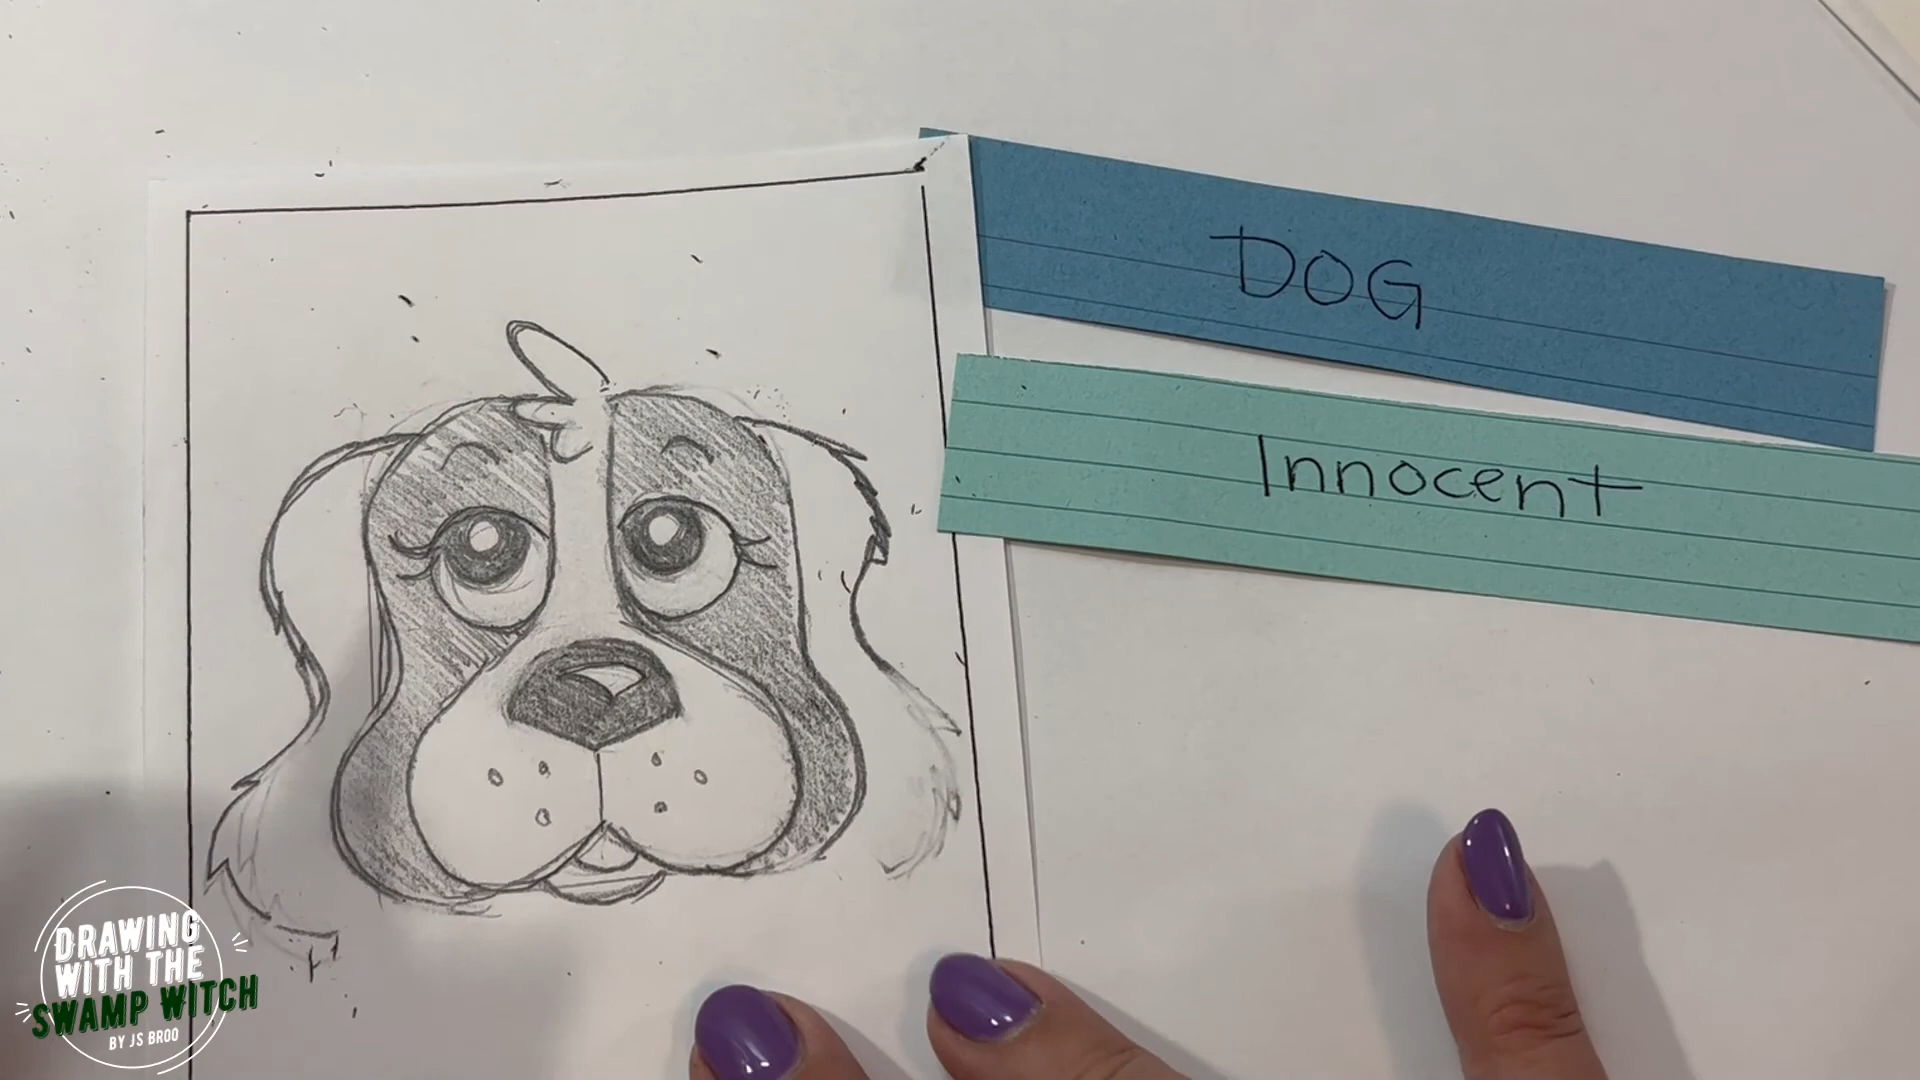 DOG
Innocent
DRAWING
WITH THE
SWAMP WITCH
BY JS BROO